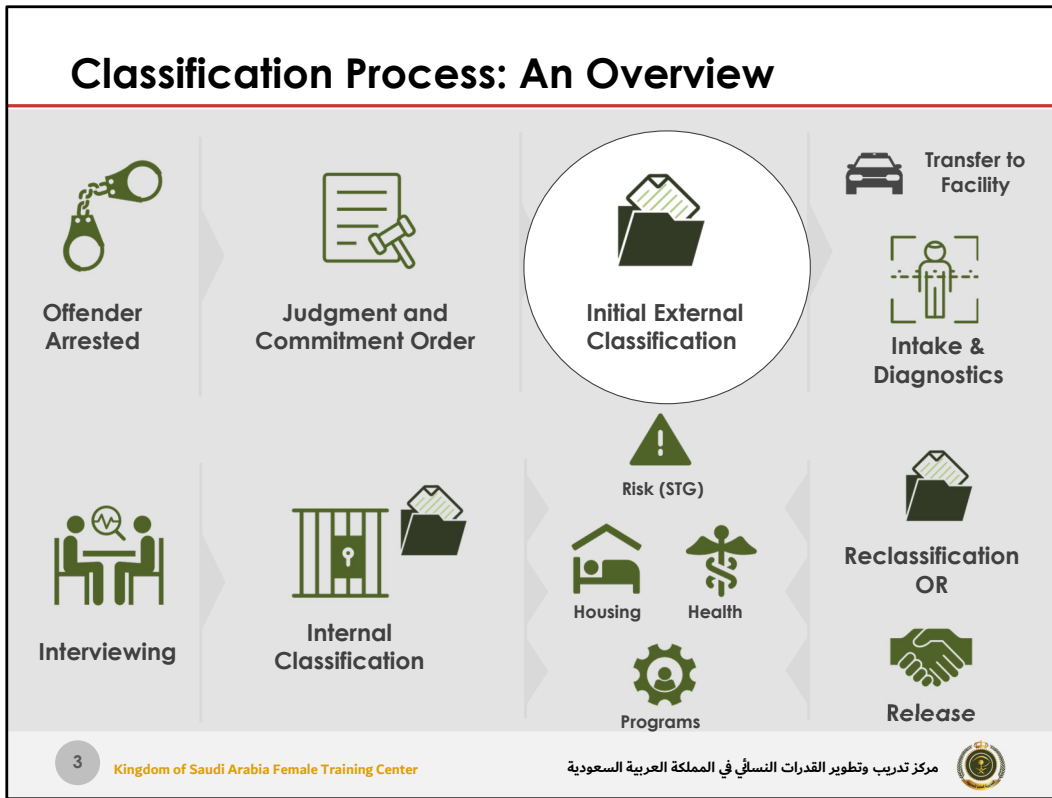 Classification Process: An Overview
Offender
Arrested
Judgment and
Commitment Order
Initial External
Classification
Transfer to
Facility
Intake &
Diagnostics
Interviewing
Internal
Classification
Risk (STG)
Housing
Health
Programs
Reclassification
OR
Release
3
Kingdom of Saudi Arabia Female Training Center
مركز تدريب وتطوير القدرات النسائي في المملكة العربية السعودية